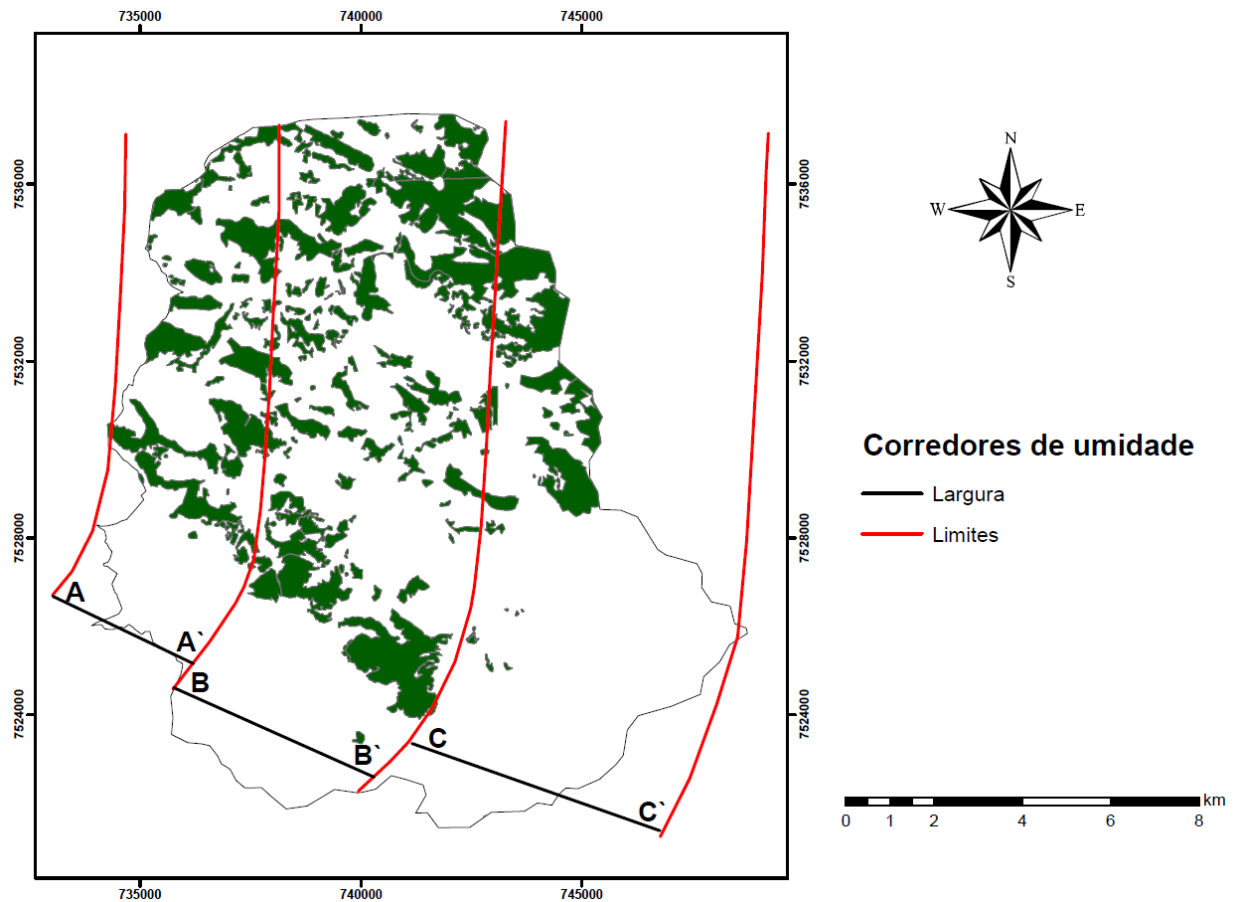 735000 740000 745000
7536000 7536000
7532000 7532000
7528000 7528000
7524000 7524000
A
A`
B
B`
C
C`
735000 740000 745000
N
W E
S
Corredores de umidade
Largura
Limites
km
0 1 2 4 6 8